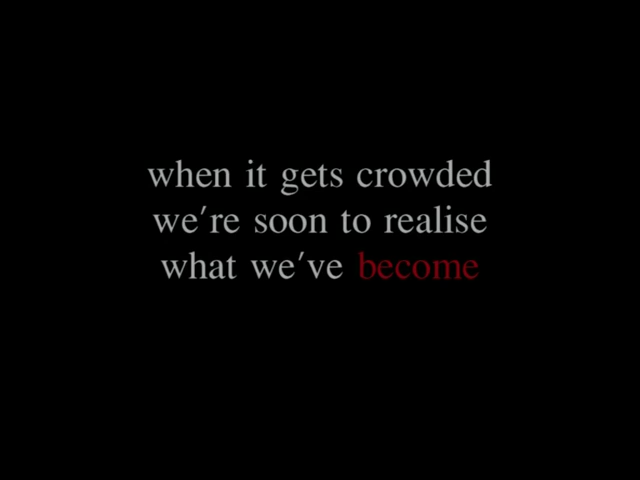 when it gets crowded
we're soon to realise
what we've become